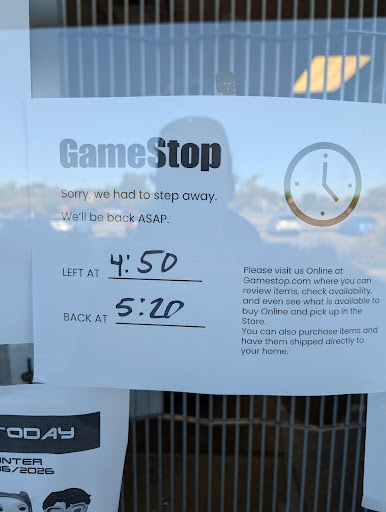 GameStop
Sorry, we had to step away.
We'll be back ASAP.
LEFT AT 4:50
BACK AT 5:20
Please visit us Online at
Gamestop.com where you can
review items, check availability,
and even see what is available to
buy Online and pick up in the
Store.
You can also purchase items and
have them shipped directly to
your home.
TODAY